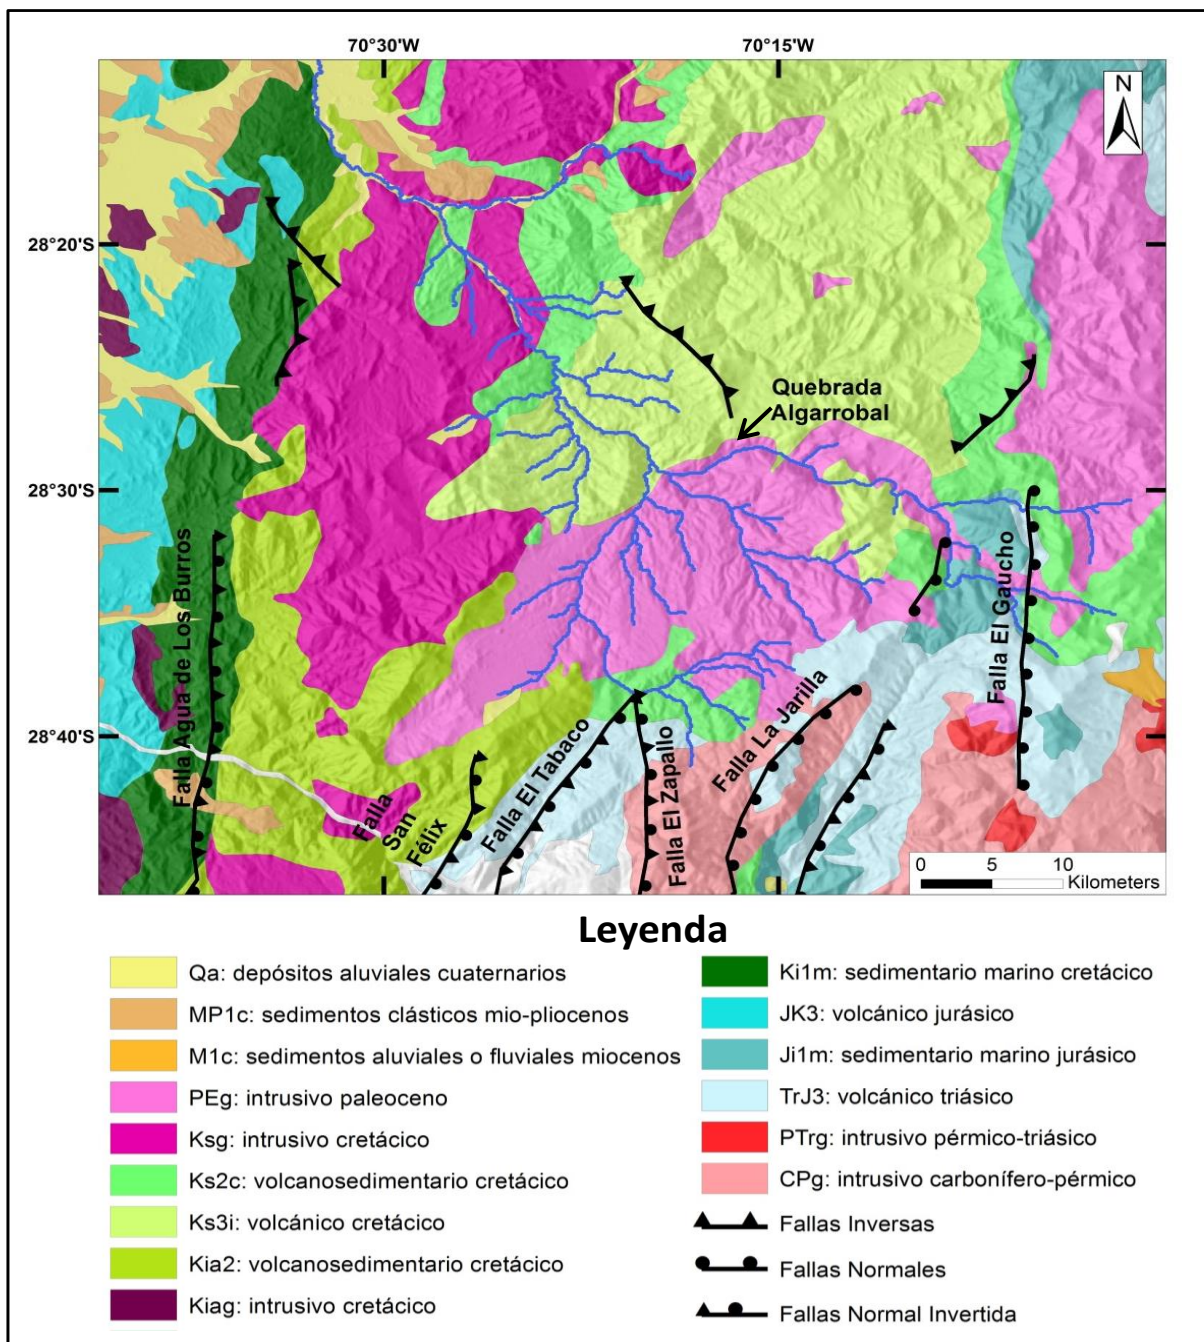 70°30'W
70°15'W
N
28°20'S
Quebrada
Algarrobal
28°30'S
Falla Agua de Los Burros
Falla El Gaucho
28°40'S
Falla
San
Félix
Falla El Tabaco
Falla El Zapallo
Falla La Jarilla
0
5
10
Kilometers
Leyenda
Qa: depósitos aluviales cuaternarios
MP1c: sedimentos clásticos mio-pliocenos
M1c: sedimentos aluviales o fluviales miocenos
PEg: intrusivo paleoceno
Ksg: intrusivo cretácico
Ks2c: volcanosedimentario cretácico
Ks3i: volcánico cretácico
Kia2: volcanosedimentario cretácico
Kiag: intrusivo cretácico
Ki1m: sedimentario marino cretácico
JK3: volcánico jurásico
Ji1m: sedimentario marino jurásico
TrJ3: volcánico triásico
PTrg: intrusivo pérmico-triásico
CPg: intrusivo carbonífero-pérmico
Fallas Inversas
Fallas Normales
Fallas Normal Invertida